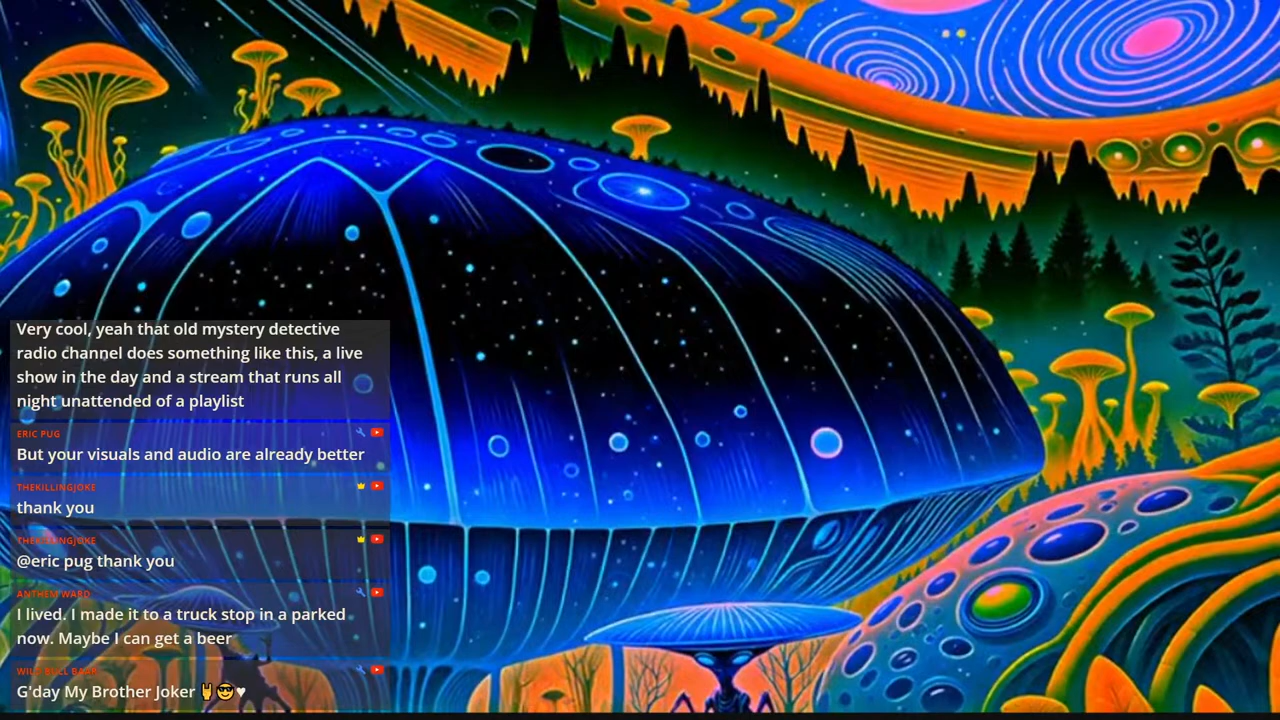 Very cool, yeah that old mystery detective
radio channel does something like this, a live
show in the day and a stream that runs all
night unattended of a playlist
ERIC PUG
But your visuals and audio are already better
THEKILLINGJOKE
thank you
THEKILLINGJOKE
@eric pug thank you
ANTHEM WARD
I lived. I made it to a truck stop in a parked
now. Maybe I can get a beer
WILD BULL
G'day My Brother Joker 🤘😎♥